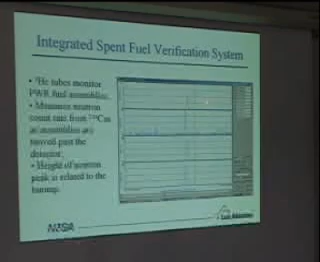 Integrated Spent Fuel Verification System
• ³He tubes monitor
PWR fuel assemblies.
• Measures neutron
count rate from
as assemblies are
moved past the
detector.
• Height of neutron
peak is related to the
burnup.
NNSA
Los Alamos